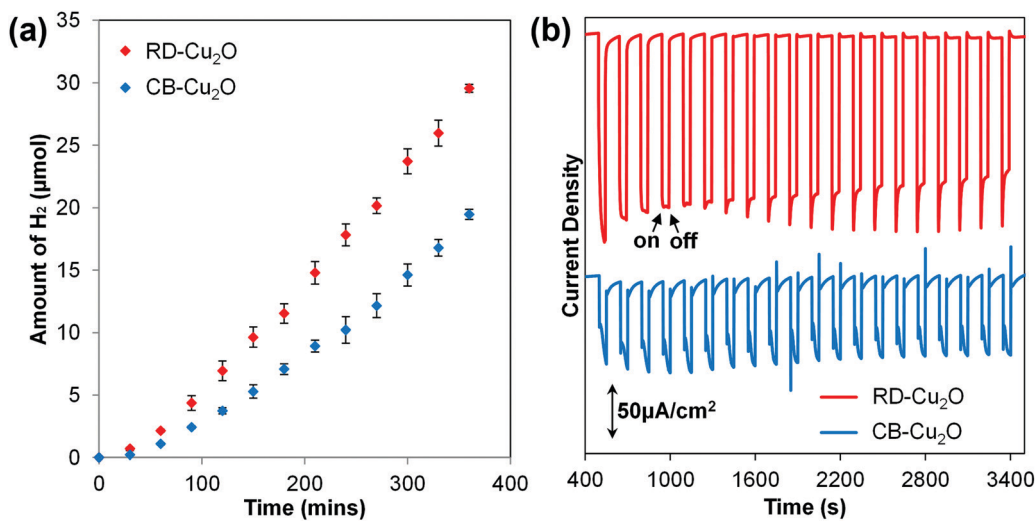 (a)
35
30
25
20
15
10
5
0
Amount of H₂ (μmol)
RD-Cu₂O
CB-Cu₂O
0 100 200 300 400
Time (mins)
(b)
Current Density
on off
50μA/cm²
RD-Cu₂O
CB-Cu₂O
400 1000 1600 2200 2800 3400
Time (s)